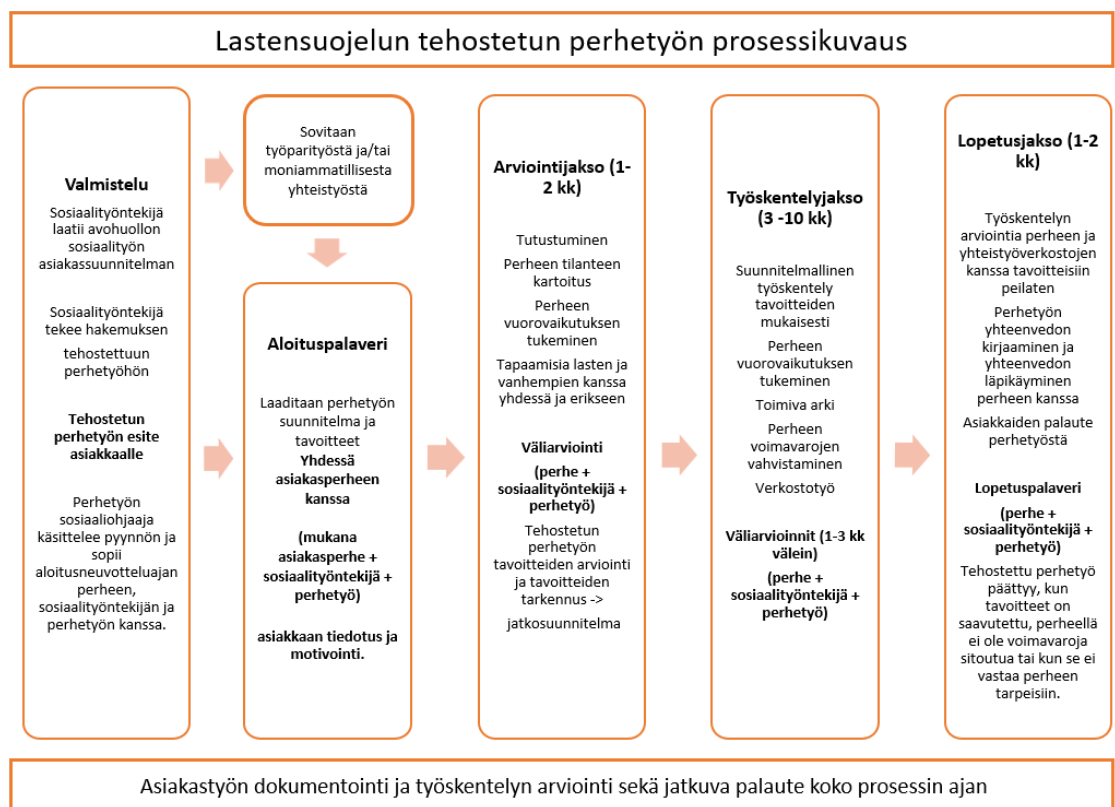 Lastensuojelun tehostetun perhetyön prosessikuvaus
Valmistelu
Sosiaalityöntekijä
laatii avohuollon
sosiaalityön
asiakassuunnitelman
Sosiaalityöntekijä
tekee hakemuksen
tehostettuun
perhetyöhön
Tehostetun
perhetyön esite
asiakkaalle
Perhetyön
sosiaaliohjaaja
käsittelee pyynnön ja
sopii
aloitusneuvotteluajan
perheen,
sosiaalityöntekijän ja
perhetyön kanssa.
Sovitaan
työparityöstä ja/tai
moniammatillisesta
yhteistyöstä
Aloituspalaveri
Laaditaan perhetyön
suunnitelma ja
tavoitteet
Yhdessä
asiakasperheen
kanssa
(mukana
asiakasperhe +
sosiaalityöntekijä +
perhetyö)
asiakkaan tiedotus ja
motivointi.
Arviointijakso (1-
2 kk)
Tutustuminen
Perheen tilanteen
kartoitus
Perheen
vuorovaikutuksen
tukeminen
Tapaamisia lasten ja
vanhempien kanssa
yhdessä ja erikseen
Väliarviointi
(perhe +
sosiaalityöntekijä +
perhetyö)
Tehostetun
perhetyön
tavoitteiden arviointi
ja tavoitteiden
tarkennus ->
jatkosuunnitelma
Työskentelyjakso
(3 -10 kk)
Suunnitelmallinen
työskentely
tavoitteiden
mukaisesti
Perheen
vuorovaikutuksen
tukeminen
Toimiva arki
Perheen
voimavarojen
vahvistaminen
Verkostotyö
Väliarvioinnit (1-3 kk
välein)
(perhe +
sosiaalityöntekijä +
perhetyö)
Lopetusjakso (1-2
kk)
Työskentelyn
arviointia perheen ja
yhteistyöverkostojen
kanssa tavoitteisiin
peilaten
Perhetyön
yhteenvedon
kirjaaminen ja
yhteenvedon
läpikäyminen
perheen kanssa
Asiakkaiden palaute
perhetyöstä
Lopetuspalaveri
(perhe +
sosiaalityöntekijä +
perhetyö)
Tehostettu perhetyö
päättyy, kun
tavoitteet on
saavutettu, perheellä
ei ole voimavaroja
sitoutua tai kun se ei
vastaa perheen
tarpeisiin.
Asiakastyön dokumentointi ja työskentelyn arviointi sekä jatkuva palaute koko prosessin ajan